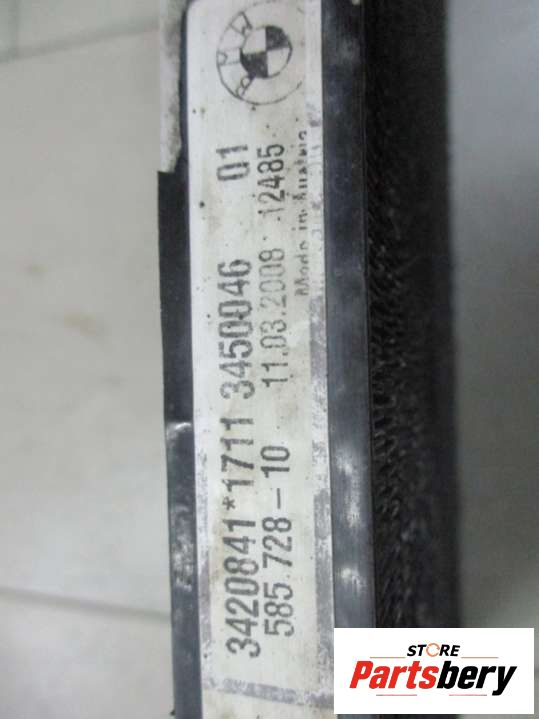 3420841*1711 3450046 01
585.728-10 11.03.2008 12485
Made in Austria
STORE
Partsbery